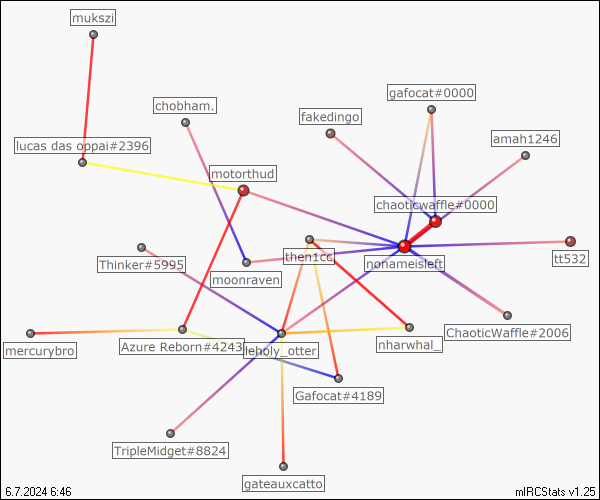 mukszi
gafocat#0000
chobham.
fakedingo
amah1246
lucas das oppai#2396
motorthud
chaoticwaffle#0000
then1cc
nonameisleft
tt532
Thinker#5995
moonraven
ChaoticWaffle#2006
mercurybro
Azure Reborn#4243
leholy_otter
nharwhal_
Gafocat#4189
TripleMidget#8824
gateauxcatto
6.7.2024 6:46
mIRCStats v1.25